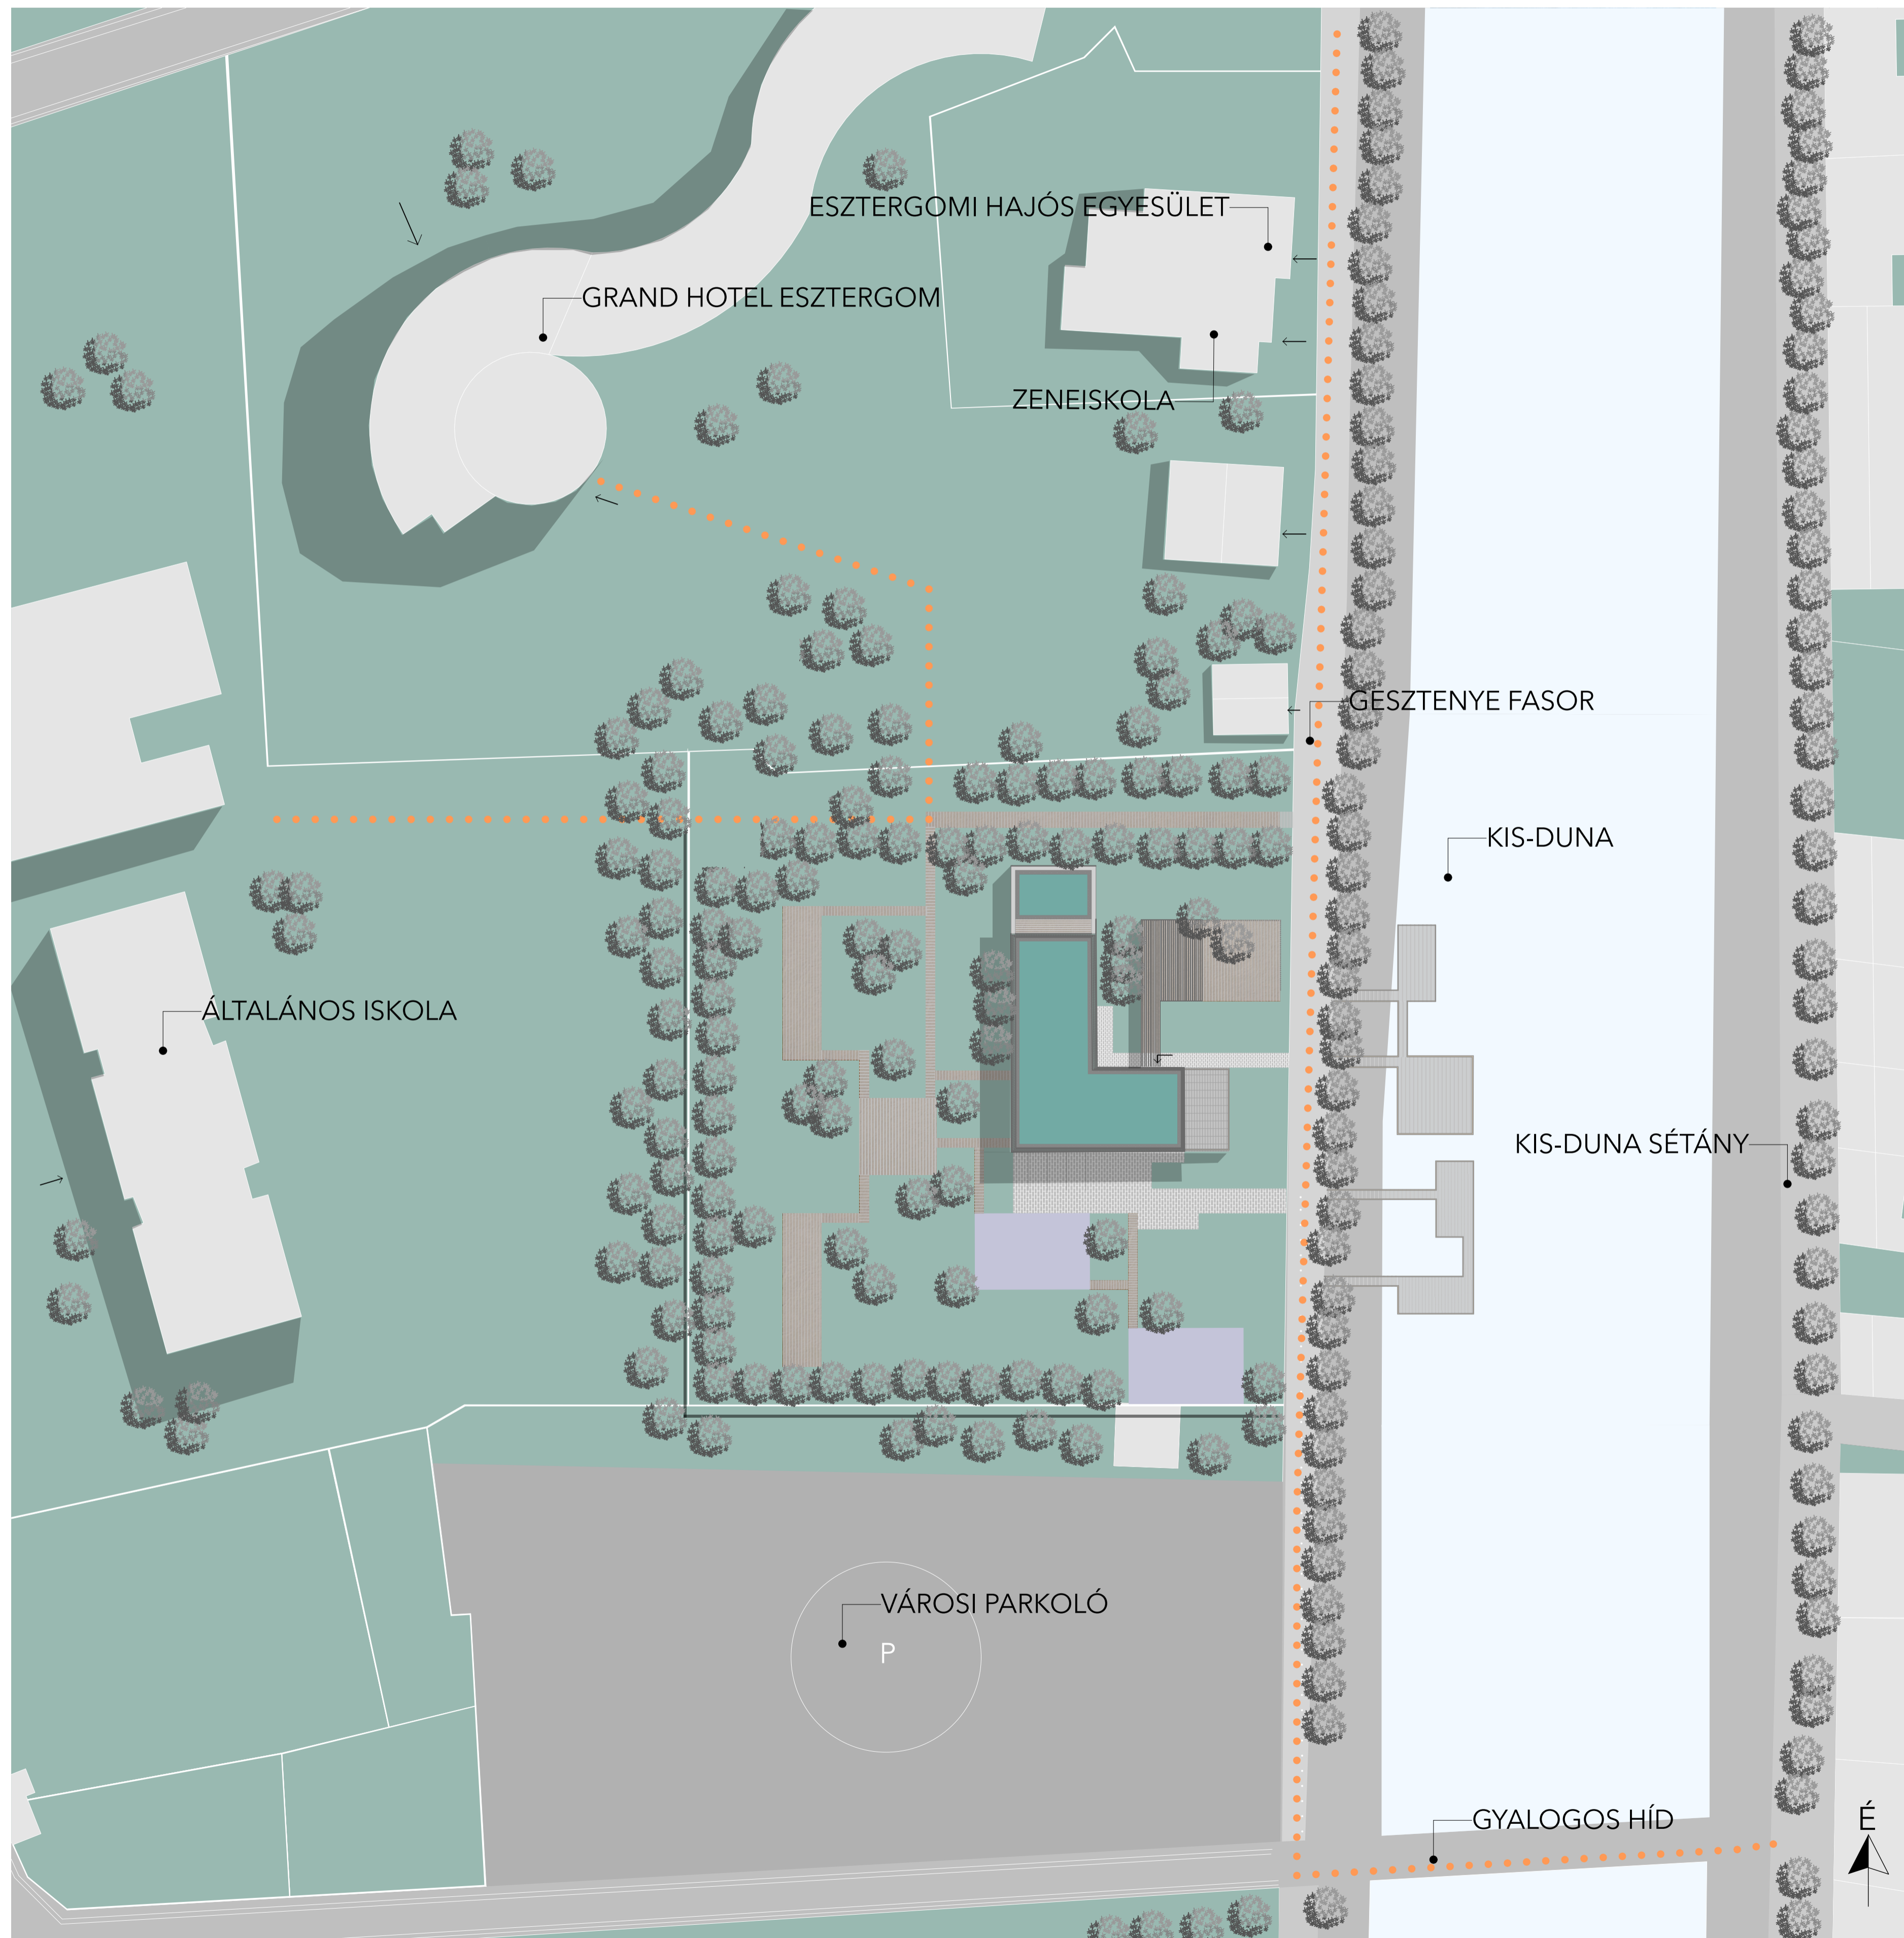 ESZTERGOMI HAJÓS EGYESÜLET
GRAND HOTEL ESZTERGOM
ZENEISKOLA
GESZTENYE FASOR
KIS-DUNA
ÁLTALÁNOS ISKOLA
KIS-DUNA SÉTÁNY
VÁROSI PARKOLÓ
P
GYALOGOS HÍD
É